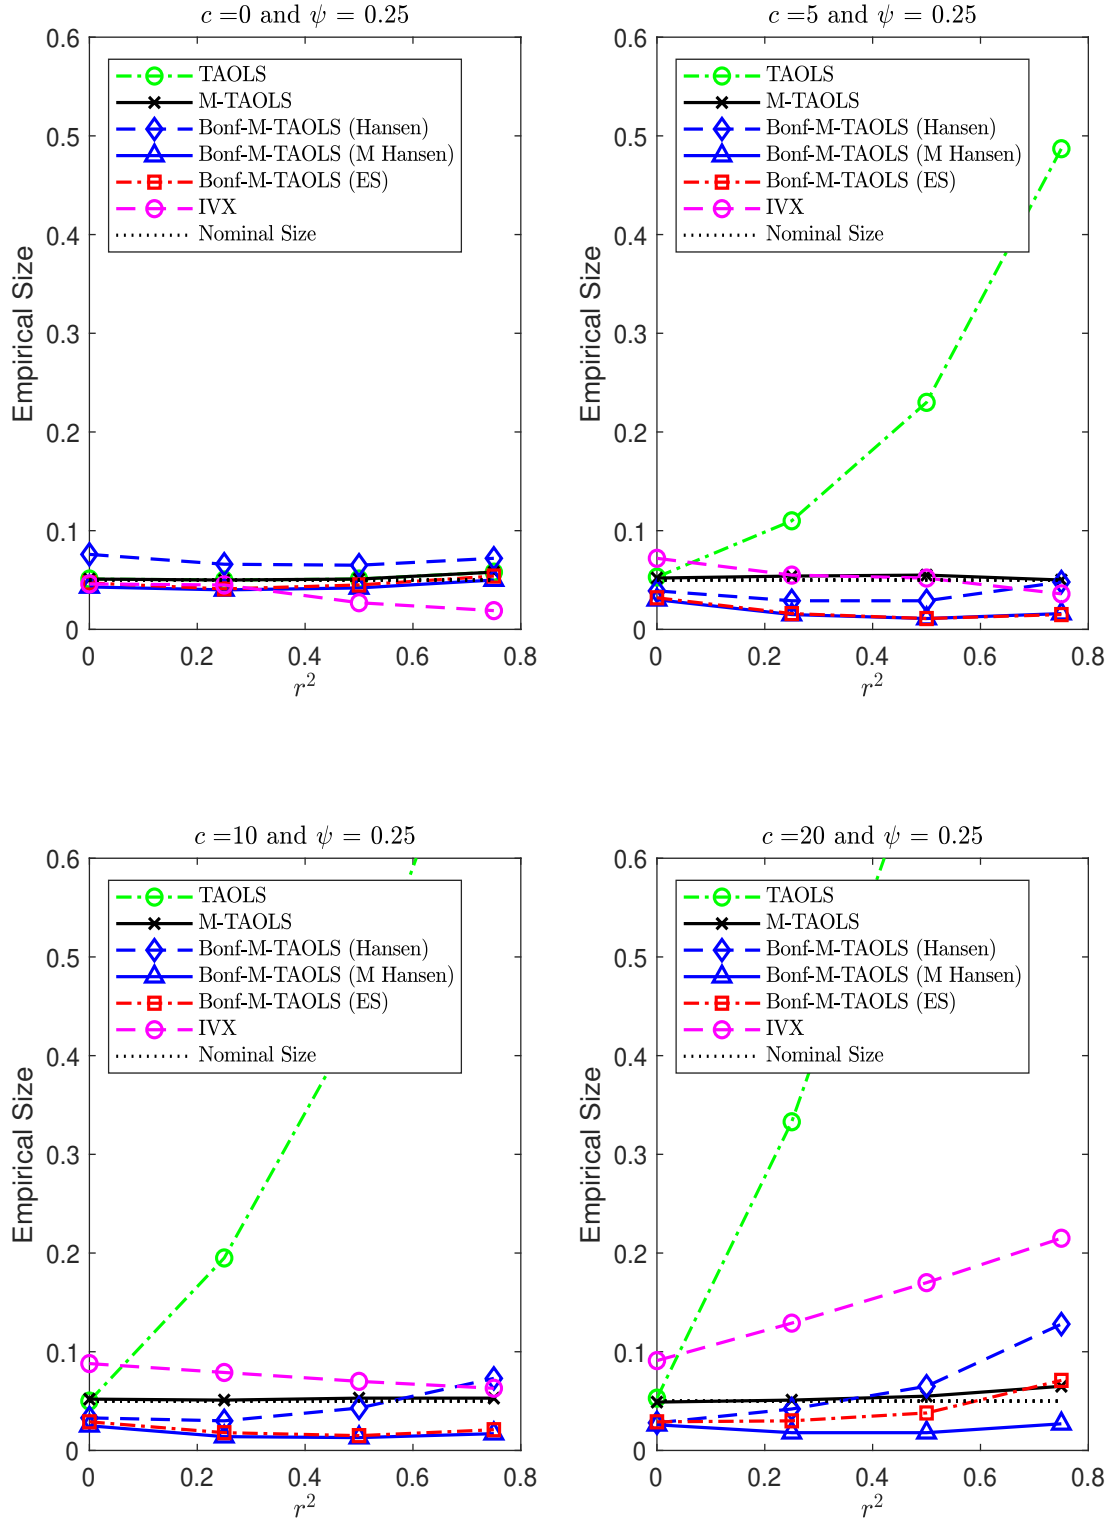 c =0 and ψ = 0.25
0.6
0.5
0.4
0.3
0.2
0.1
0
Empirical Size
TAOLS
M-TAOLS
Bonf-M-TAOLS (Hansen)
Bonf-M-TAOLS (M Hansen)
Bonf-M-TAOLS (ES)
IVX
Nominal Size
0 0.2 0.4 0.6 0.8
r²
c =5 and ψ = 0.25
0.6
0.5
0.4
0.3
0.2
0.1
0
Empirical Size
TAOLS
M-TAOLS
Bonf-M-TAOLS (Hansen)
Bonf-M-TAOLS (M Hansen)
Bonf-M-TAOLS (ES)
IVX
Nominal Size
0 0.2 0.4 0.6 0.8
r²
c =10 and ψ = 0.25
0.6
0.5
0.4
0.3
0.2
0.1
0
Empirical Size
TAOLS
M-TAOLS
Bonf-M-TAOLS (Hansen)
Bonf-M-TAOLS (M Hansen)
Bonf-M-TAOLS (ES)
IVX
Nominal Size
0 0.2 0.4 0.6 0.8
r²
c =20 and ψ = 0.25
0.6
0.5
0.4
0.3
0.2
0.1
0
Empirical Size
TAOLS
M-TAOLS
Bonf-M-TAOLS (Hansen)
Bonf-M-TAOLS (M Hansen)
Bonf-M-TAOLS (ES)
IVX
Nominal Size
0 0.2 0.4 0.6 0.8
r²